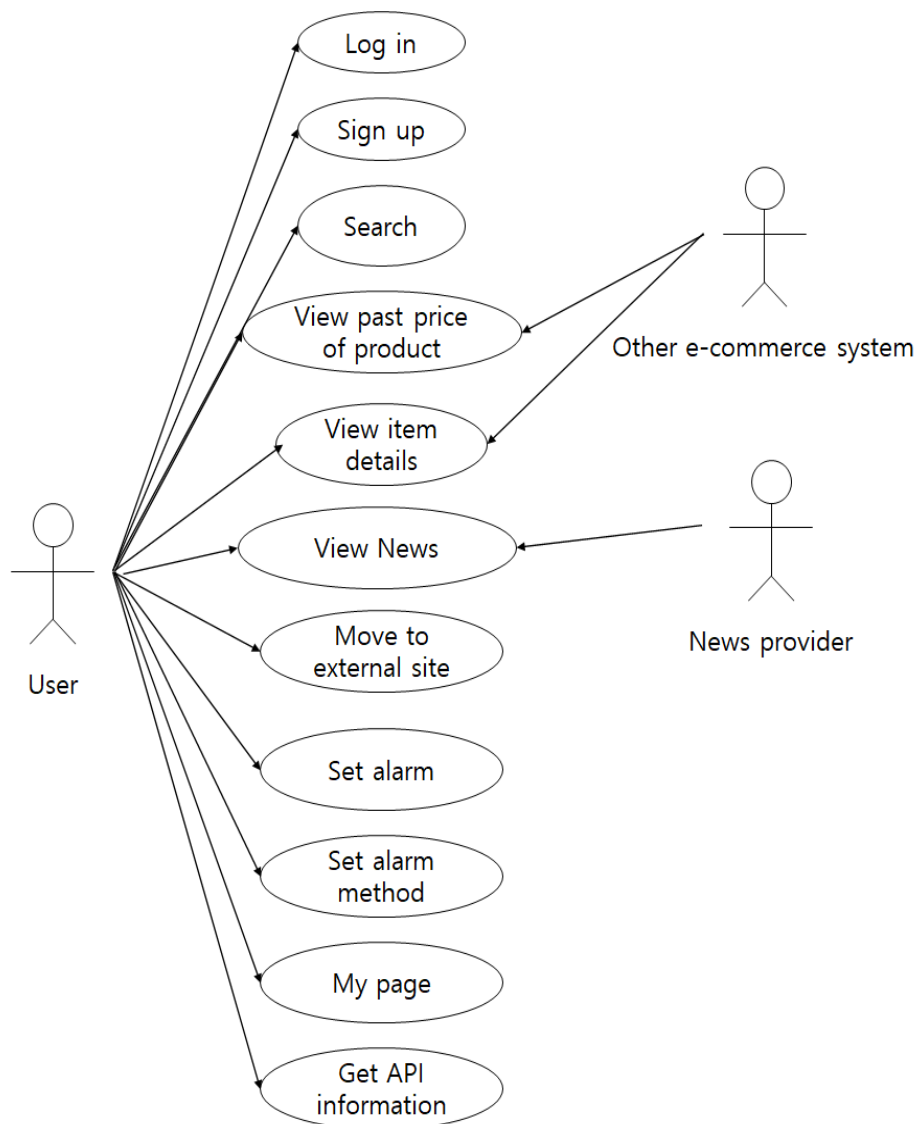 Log in
Sign up
Search
View past price
of product
Other e-commerce system
View item
details
View News
News provider
Move to
external site
User
Set alarm
Set alarm
method
My page
Get API
information